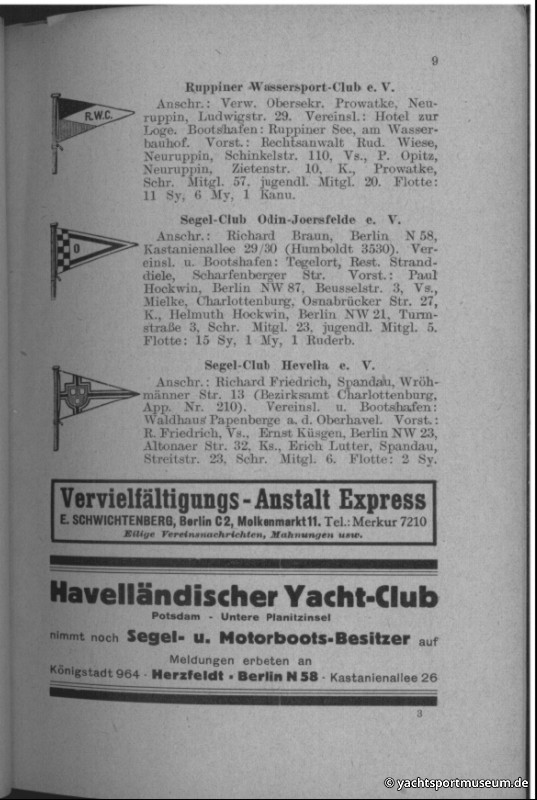 9
Ruppiner Wassersport-Club e. V.
R.W.C.
Anschr.: Verw. Obersekr. Prowatke, Neu-
ruppin, Ludwigstr. 29. Vereinsl.: Hotel zur
Loge. Bootshafen: Ruppiner See, am Wasser-
bauhof. Vorst.: Rechtsanwalt Rud. Wiese,
Neuruppin, Schinkelstr. 110, Vs., P. Opitz,
Neuruppin, Zietenstr. 10, K., Prowatke,
Schr. Mitgl. 57, jugendl. Mitgl. 20. Flotte:
11 Sy, 6 My, 1 Kanu.
Segel-Club Odin-Joersfelde e. V.
O
Anschr.: Richard Braun, Berlin N 58,
Kastanienallee 29/30 (Humboldt 3530). Ver-
einsl. u. Bootshafen: Tegelort, Rest. Strand-
diele, Scharfenberger Str. Vorst.: Paul
Hockwin, Berlin NW 87, Beusselstr. 3, Vs.,
Mielke, Charlottenburg, Osnabrücker Str. 27,
K., Helmuth Hockwin, Berlin NW 21, Turm-
straße 3, Schr. Mitgl. 23, jugendl. Mitgl. 5.
Flotte: 15 Sy, 1 My, 1 Ruderb.
Segel-Club Hevella e. V.
Anschr.: Richard Friedrich, Spandau, Wröh-
männer Str. 13 (Bezirksamt Charlottenburg,
App. Nr. 210). Vereinsl. u. Bootshafen:
Waldhaus Papenberge a. d. Oberhavel. Vorst.:
R. Friedrich, Vs., Ernst Küsgen, Berlin NW 23,
Altonaer Str. 32, Ks., Erich Lutter, Spandau,
Streitstr. 23, Schr. Mitgl. 6. Flotte: 2 Sy.
Vervielfältigungs-Anstalt Express
E. SCHWICHTENBERG, Berlin C 2, Molkenmarkt 11. Tel.: Merkur 7210
Eilige Vereinsnachrichten, Mahnungen usw.
Havelländischer Yacht-Club
Potsdam - Untere Planitzinsel
nimmt noch Segel- u. Motorboots-Besitzer auf
Meldungen erbeten an
Königstadt 964 - Herzfeldt - Berlin N 58 - Kastanienallee 26
3
© yachtsportmuseum.de